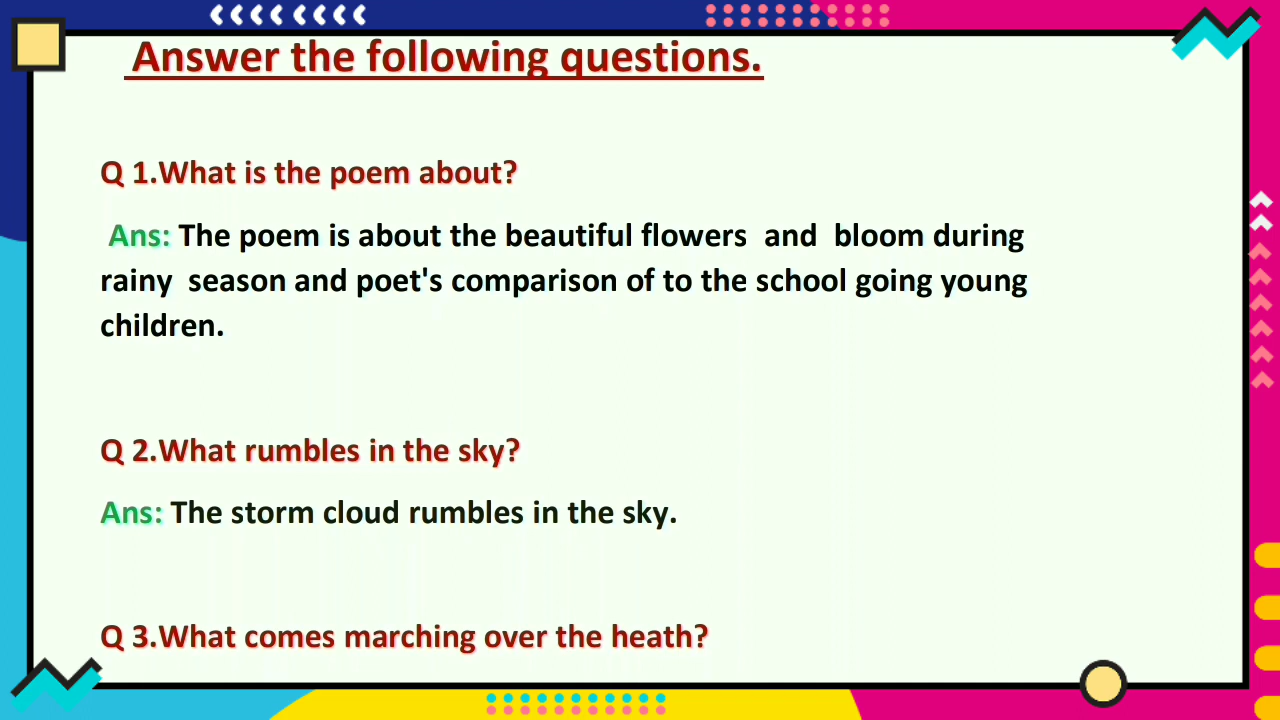 Answer the following questions.
Q 1.What is the poem about?
Ans: The poem is about the beautiful flowers and bloom during
rainy season and poet's comparison of to the school going young
children.
Q 2.What rumbles in the sky?
Ans: The storm cloud rumbles in the sky.
Q 3.What comes marching over the heath?